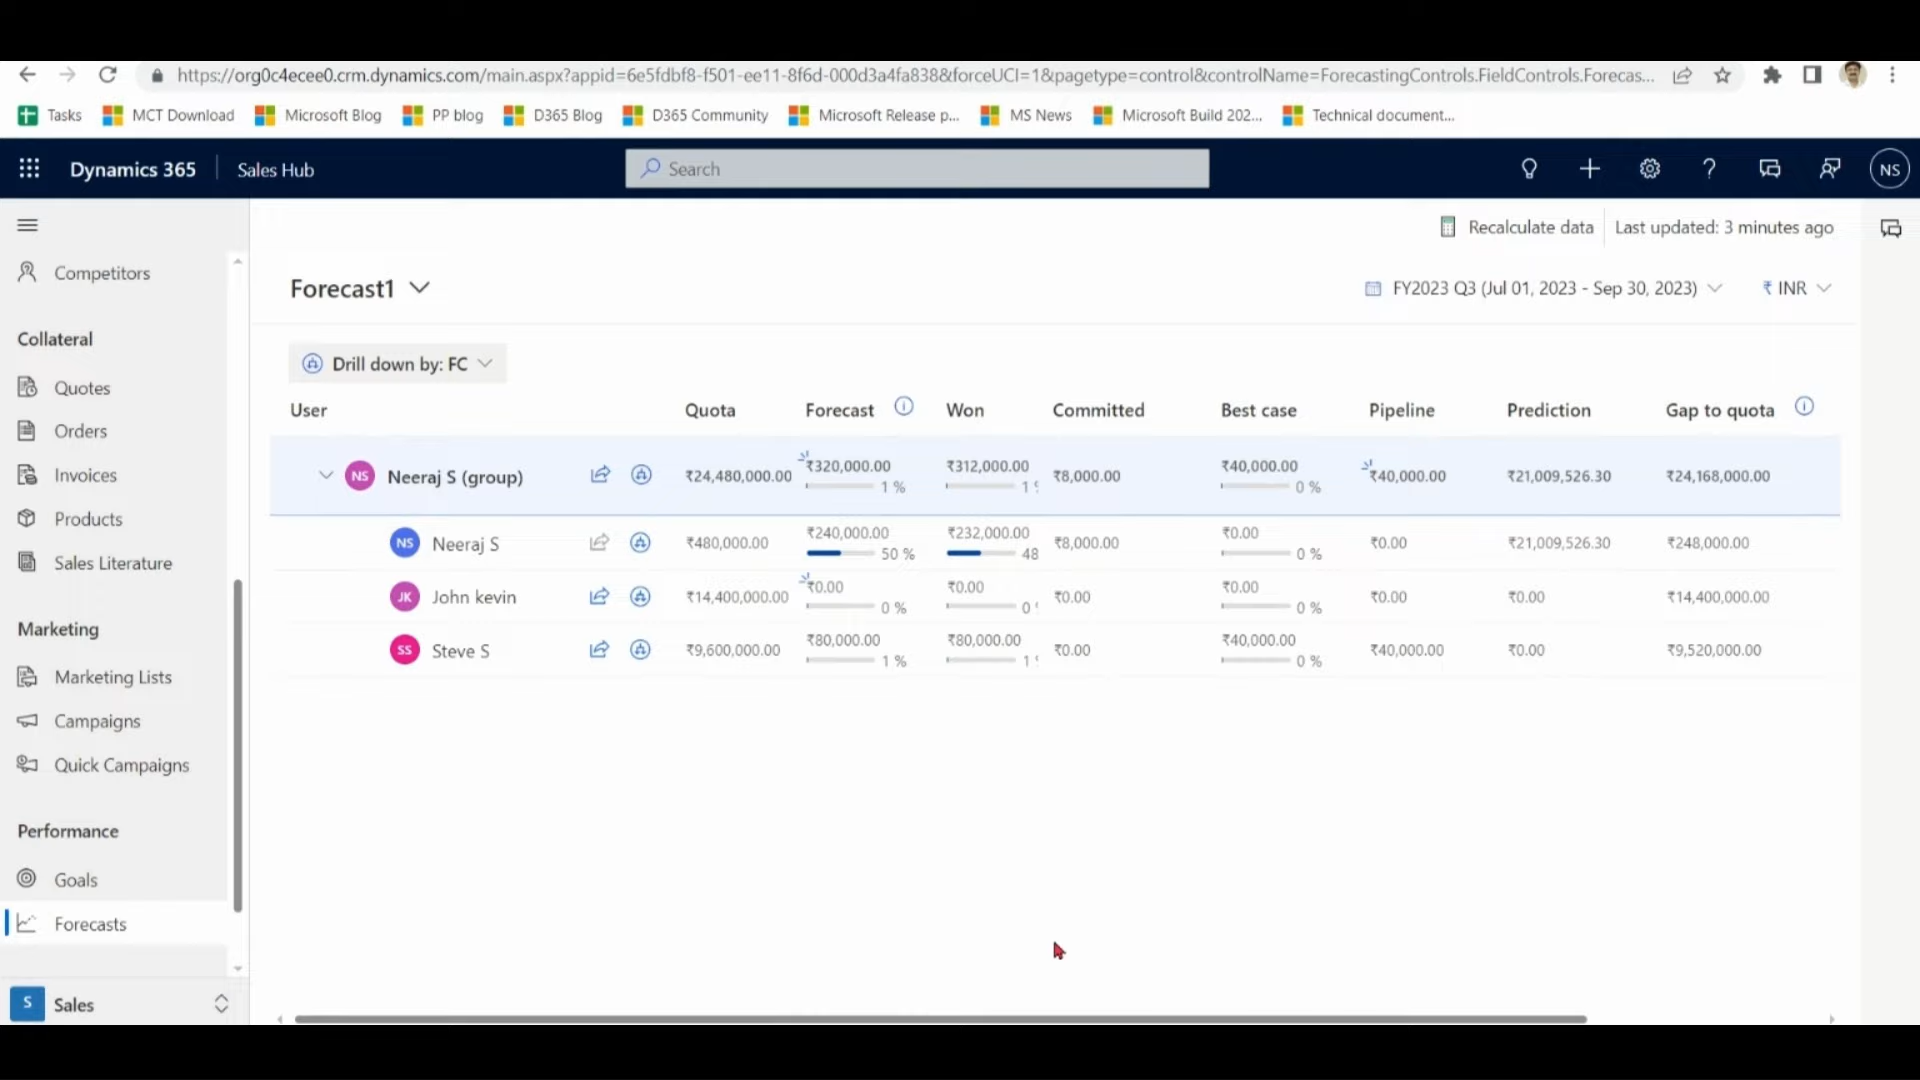 https://org0c4ecee0.crm.dynamics.com/main.aspx?appid=6e5fdbf8-f501-ee11-8f6d-000d3a4fa838&forceUCI=1&pagetype=control&controlName=ForecastingControls.FieldControls.Forecas...
Tasks MCT Download Microsoft Blog PP blog D365 Blog D365 Community Microsoft Release p... MS News Microsoft Build 202... Technical document...
Dynamics 365 Sales Hub Search NS
Recalculate data Last updated: 3 minutes ago
Competitors
Collateral
Quotes
Orders
Invoices
Products
Sales Literature
Marketing
Marketing Lists
Campaigns
Quick Campaigns
Performance
Goals
Forecasts
S Sales
Forecast1 FY2023 Q3 (Jul 01, 2023 - Sep 30, 2023) ₹ INR
Drill down by: FC
User Quota Forecast Won Committed Best case Pipeline Prediction Gap to quota
NS Neeraj S (group) ₹24,480,000.00 ₹320,000.00 1 % ₹312,000.00 1 ₹8,000.00 ₹40,000.00 0 % ₹40,000.00 ₹21,009,526.30 ₹24,168,000.00
NS Neeraj S ₹480,000.00 ₹240,000.00 50 % ₹232,000.00 48 ₹8,000.00 ₹0.00 0 % ₹0.00 ₹21,009,526.30 ₹248,000.00
JK John kevin ₹14,400,000.00 ₹0.00 0 % ₹0.00 0 ₹0.00 ₹0.00 0 % ₹0.00 ₹0.00 ₹14,400,000.00
SS Steve S ₹9,600,000.00 ₹80,000.00 1 % ₹80,000.00 1 ₹0.00 ₹40,000.00 0 % ₹40,000.00 ₹0.00 ₹9,520,000.00